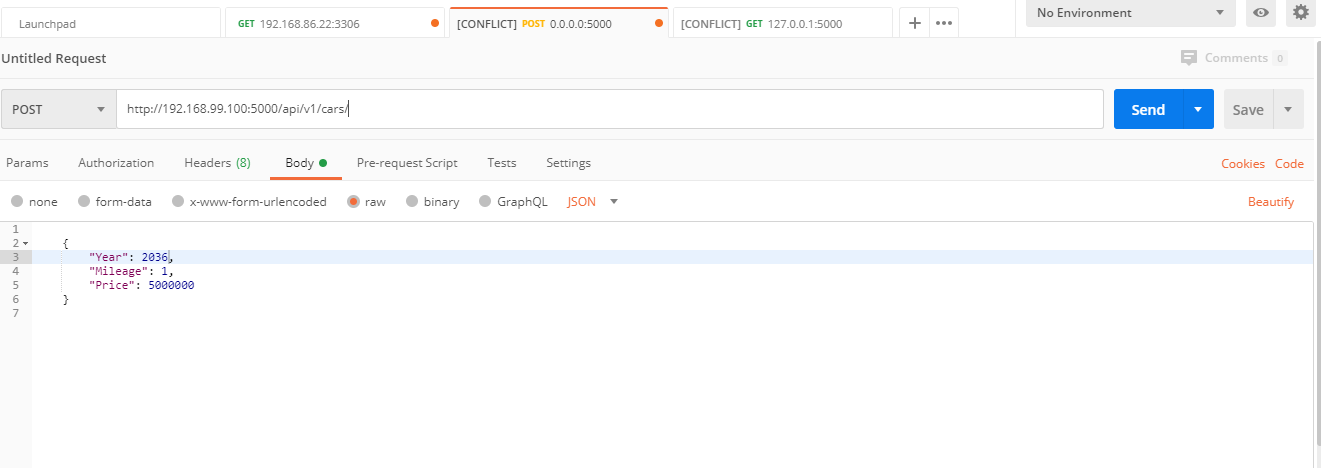 Launchpad GET 192.168.86.22:3306 [CONFLICT] POST 0.0.0.0:5000 [CONFLICT] GET 127.0.0.1:5000 + ••• No Environment
Untitled Request Comments 0
POST http://192.168.99.100:5000/api/v1/cars/ Send Save
Params Authorization Headers (8) Body Pre-request Script Tests Settings Cookies Code
none form-data x-www-form-urlencoded raw binary GraphQL JSON Beautify
1
2 {
3 "Year": 2036,
4 "Mileage": 1,
5 "Price": 5000000
6 }
7